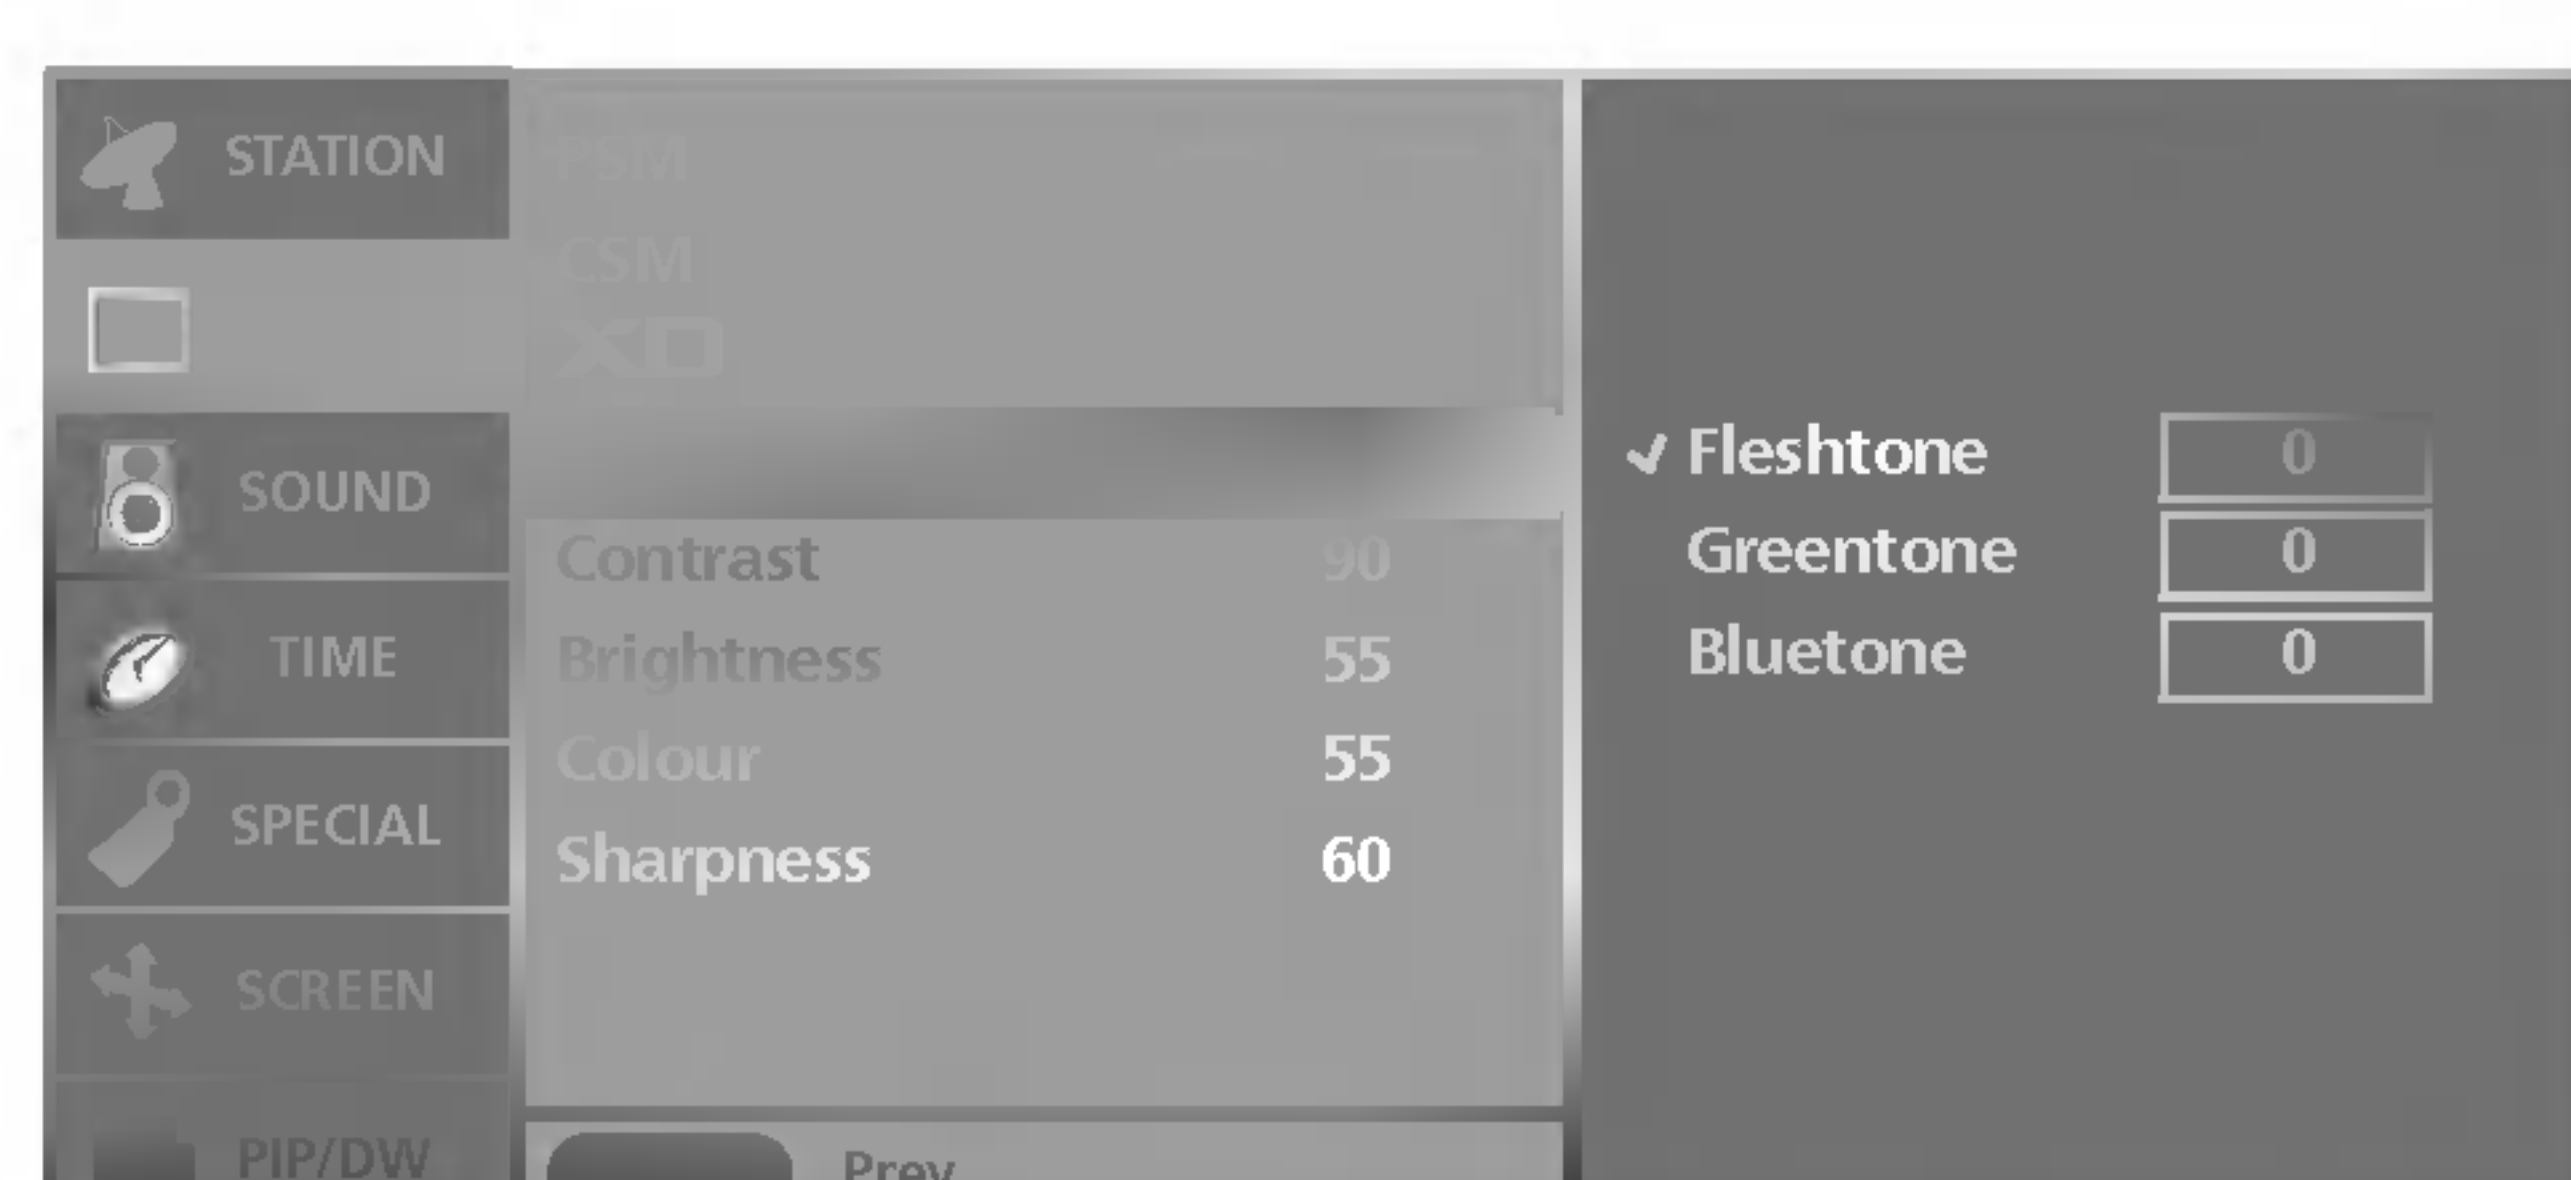 STATION
SOUND
TIME
SPECIAL
SCREEN
PIP/DW
PSM
CSM
XD
Contrast 90
Brightness 55
Colour 55
Sharpness 60
Prev
✓ Fleshtone 0
Greentone 0
Bluetone 0